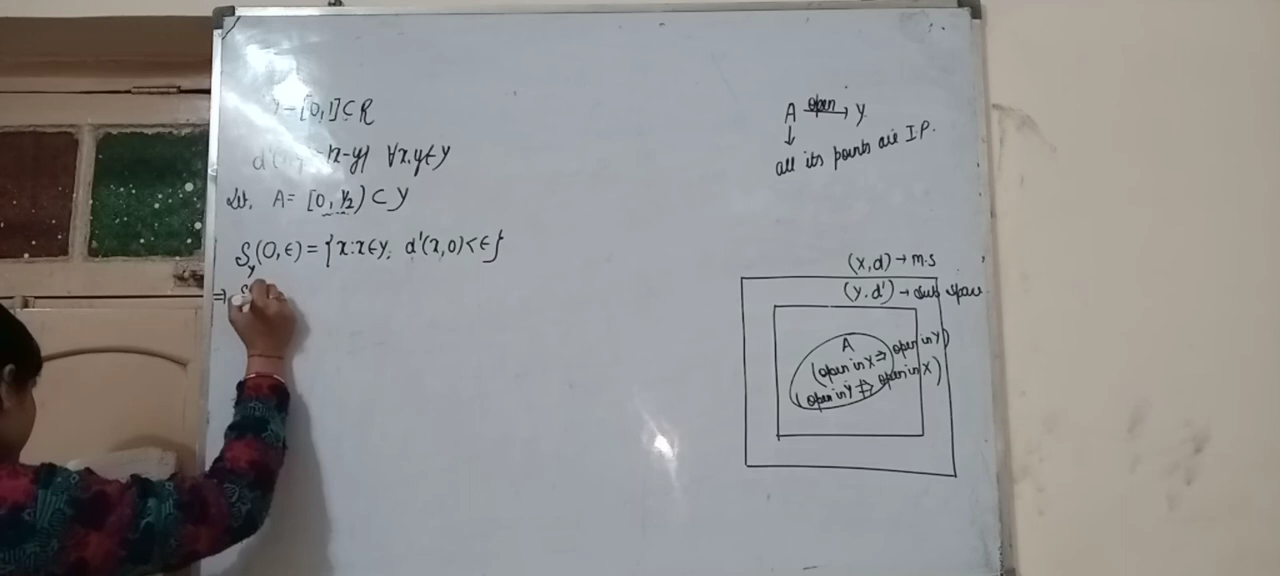 Y=[0,1]⊂R
d'(x,y)=|x-y| ∀x,y∈Y
Let, A= [0, 1/2) ⊂ Y
S_Y(0,ϵ)={x:x∈Y, d'(x,0)<ϵ}
⇒ S
A open→ Y
↓
all its points are I.P.
(X,d)→m.s
(Y,d')→sub space
A
(open in X ⇒ open in Y)
(open in Y ⇏ open in X)